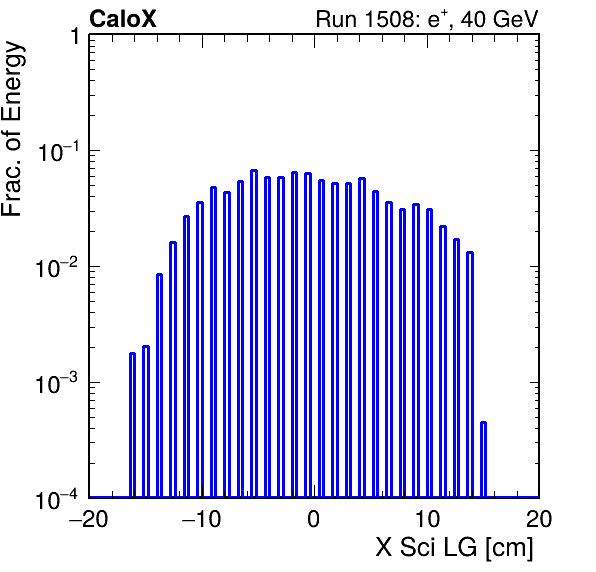 CaloX Run 1508: e⁺, 40 GeV
Frac. of Energy
1
10⁻¹
10⁻²
10⁻³
10⁻⁴
−20 −10 0 10 20
X Sci LG [cm]